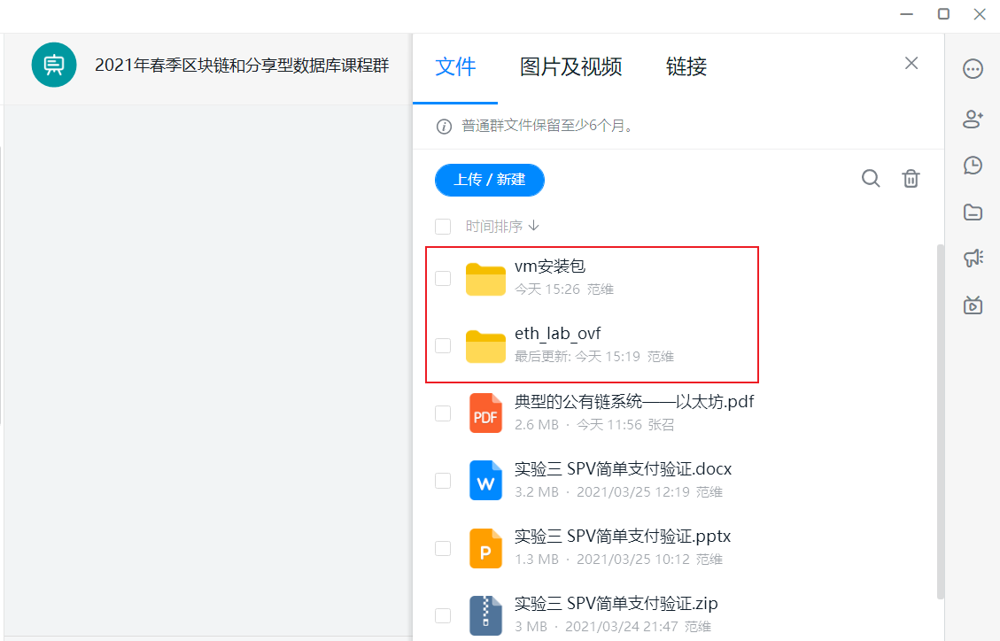 2021年春季区块链和分享型数据库课程群
文件 图片及视频 链接
普通群文件保留至少6个月。
上传 / 新建
时间排序
vm安装包
今天 15:26 范维
eth_lab_ovf
最后更新: 今天 15:19 范维
PDF
典型的公有链系统——以太坊.pdf
2.6 MB · 今天 11:56 张召
W
实验三 SPV简单支付验证.docx
3.2 MB · 2021/03/25 12:19 范维
P
实验三 SPV简单支付验证.pptx
1.3 MB · 2021/03/25 10:12 范维
实验三 SPV简单支付验证.zip
3 MB · 2021/03/24 21:47 范维